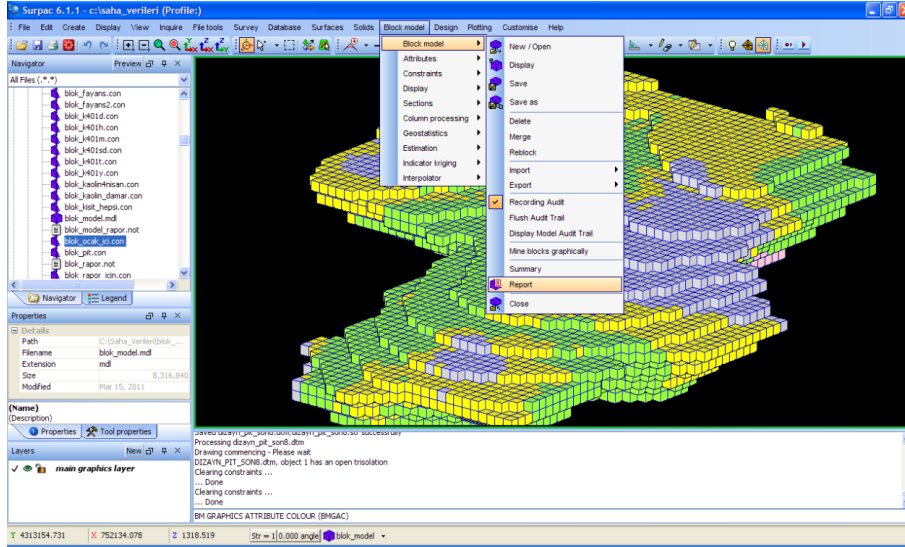 Surpac 6.1.1 - c:\saha_verileri (Profile:)
File Edit Create Display View Inquire File tools Survey Database Surfaces Solids Block model Design Plotting Customise Help
Navigator Preview
All Files (.*.*)
blok_fayans.con
blok_fayans2.con
blok_k401d.con
blok_k401h.con
blok_k401m.con
blok_k401sd.con
blok_k401t.con
blok_k401y.con
blok_kaolin4nisan.con
blok_kaolin_damar.con
blok_kisit_hepsi.con
blok_model.mdl
blok_model_rapor.not
blok_ocak_ici.con
blok_pit.con
blok_rapor.not
blok_rapor_icin.con
Navigator Legend
Block model
Attributes
Constraints
Display
Sections
Column processing
Geostatistics
Estimation
Indicator kriging
Interpolator
New / Open
Display
Save
Save as
Delete
Merge
Reblock
Import
Export
Recording Audit
Flush Audit Trail
Display Model Audit Trail
Mine blocks graphically
Summary
Report
Close
Properties
Details
Path C:\Saha_Verileri\blok_...
Filename blok_model.mdl
Extension mdl
Size 8,316,840
Modified Mar 15, 2011
(Name)
(Description)
Properties Tool properties
Layers New
main graphics layer
Saved dizayn_pit_son8.dtm,dizayn_pit_son8.str successfully
Processing dizayn_pit_son8.dtm
Drawing commencing - Please wait
DIZAYN_PIT_SON8.dtm, object 1 has an open trisolation
Clearing constraints ...
... Done
Clearing constraints ...
... Done
BM GRAPHICS ATTRIBUTE COLOUR (BMGAC)
Y 4313154.731 X 752134.078 Z 1318.519 Str = 1 0.000 angle blok_model